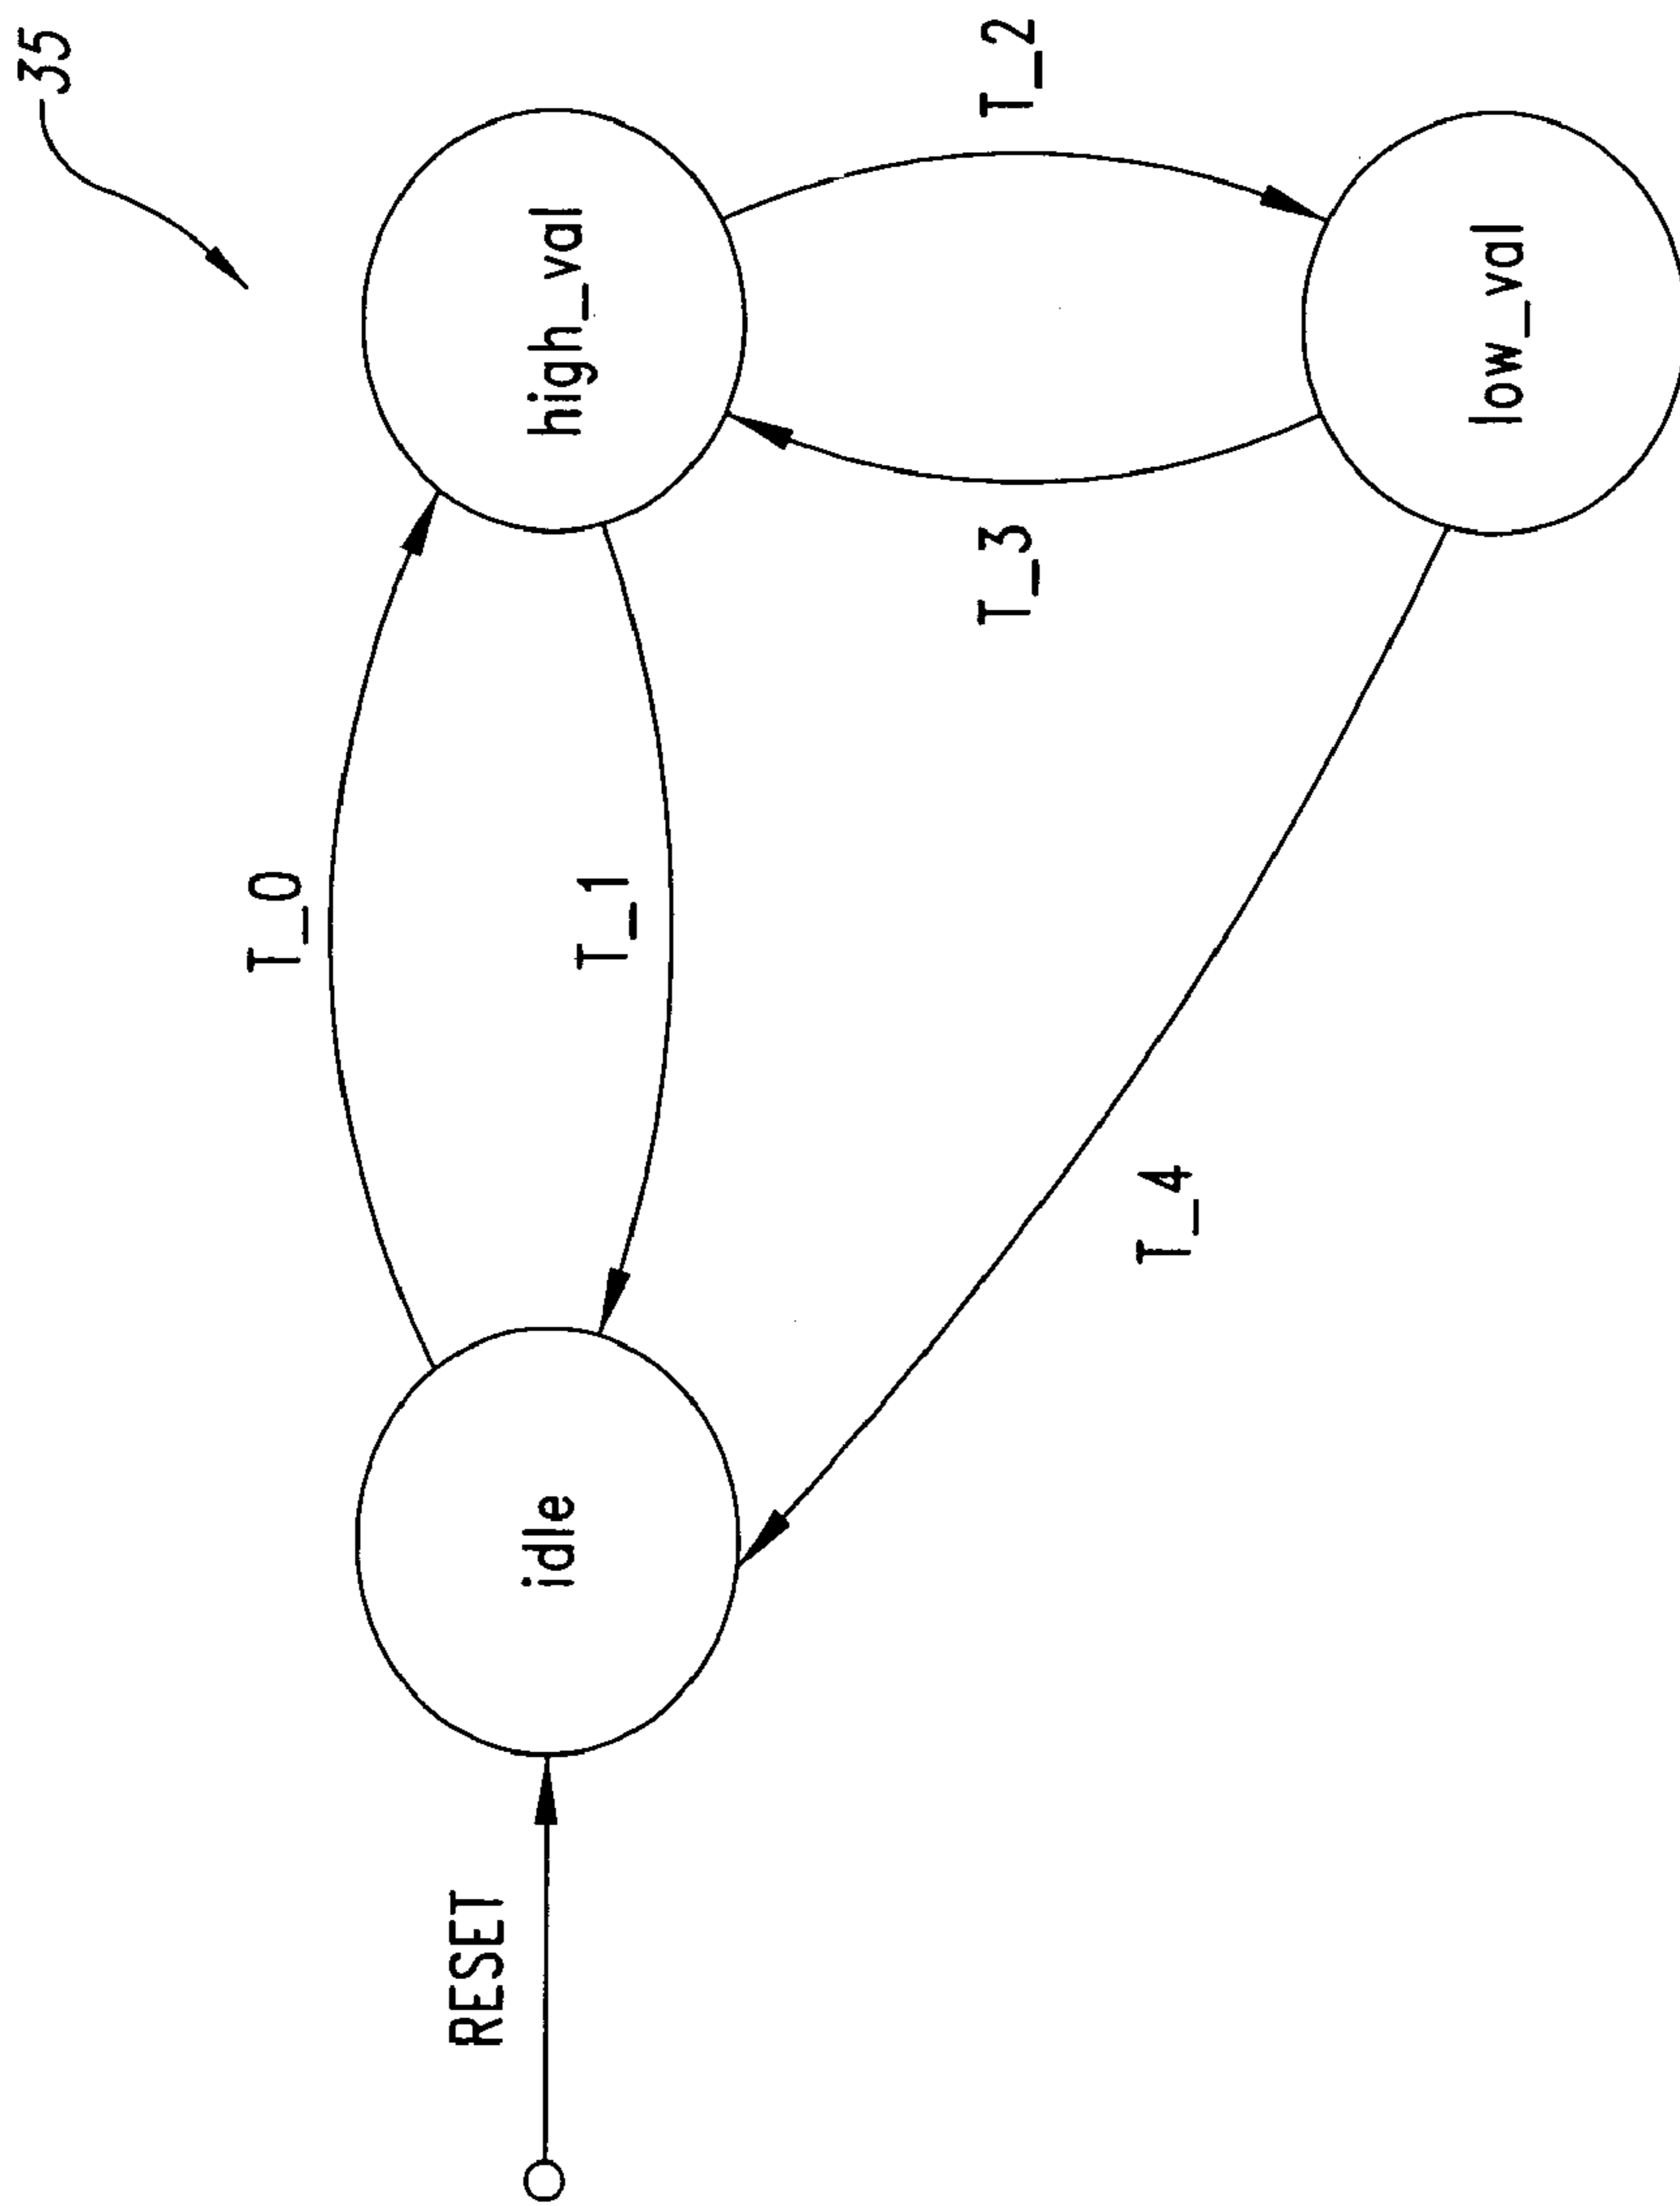 35
T_0
high_val
RESET
idle
T_1
T_3
T_2
T_4
low_val